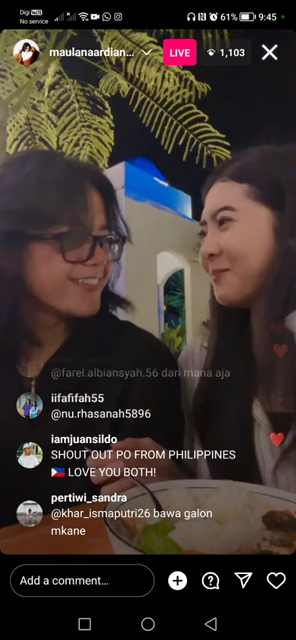 Digi VoLTE
No service
61% 9:45
maulanaardian...
LIVE
1,103
@farel.albiansyah.56 dari mana aja
iifafifah55
@nu.rhasanah5896
iamjuansildo
SHOUT OUT PO FROM PHILIPPINES
🇵🇭 LOVE YOU BOTH!
pertiwi_sandra
@khar_ismaputri26 bawa galon
mkane
Add a comment...